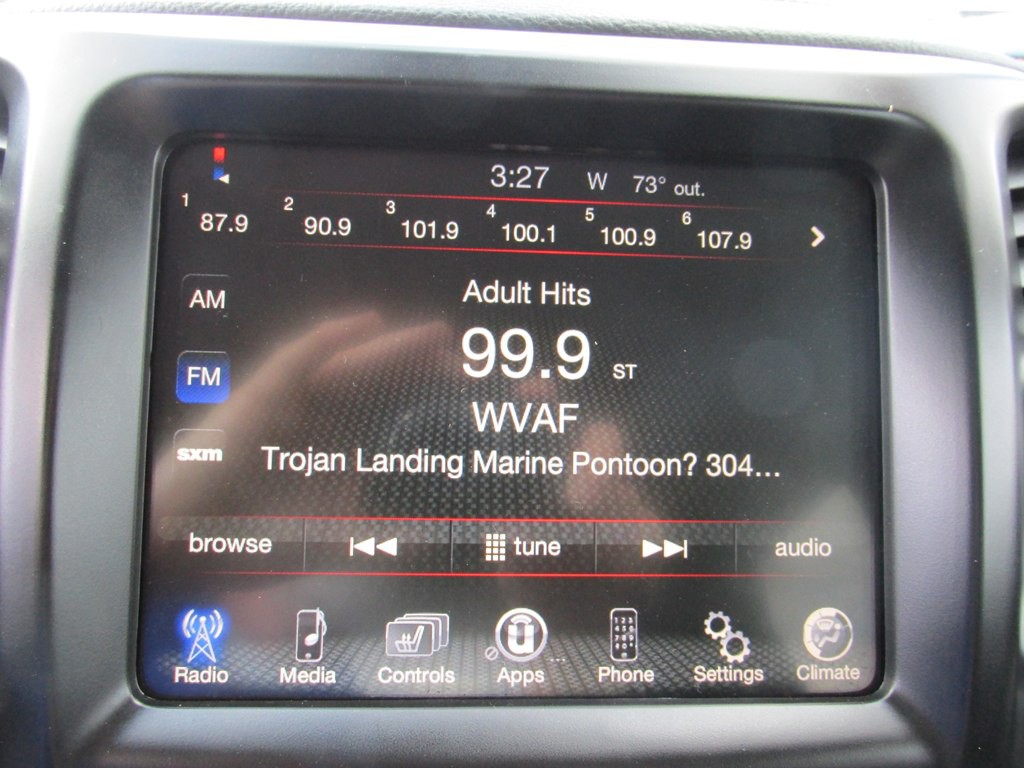 3:27 W 73° out.
1 87.9 2 90.9 3 101.9 4 100.1 5 100.9 6 107.9
AM
Adult Hits
99.9 ST
FM
WVAF
sxm
Trojan Landing Marine Pontoon? 304...
browse tune audio
Radio Media Controls Apps Phone Settings Climate